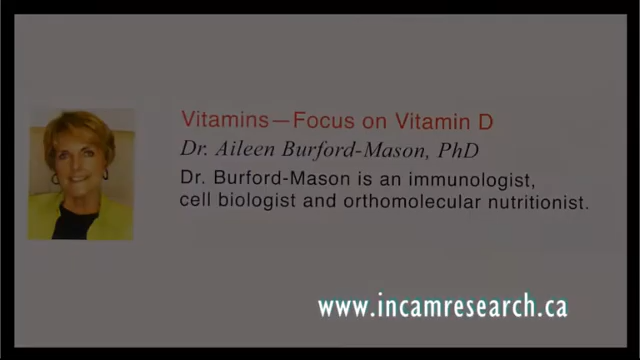 Vitamins—Focus on Vitamin D
Dr. Aileen Burford-Mason, PhD
Dr. Burford-Mason is an immunologist,
cell biologist and orthomolecular nutritionist.
www.incamresearch.ca